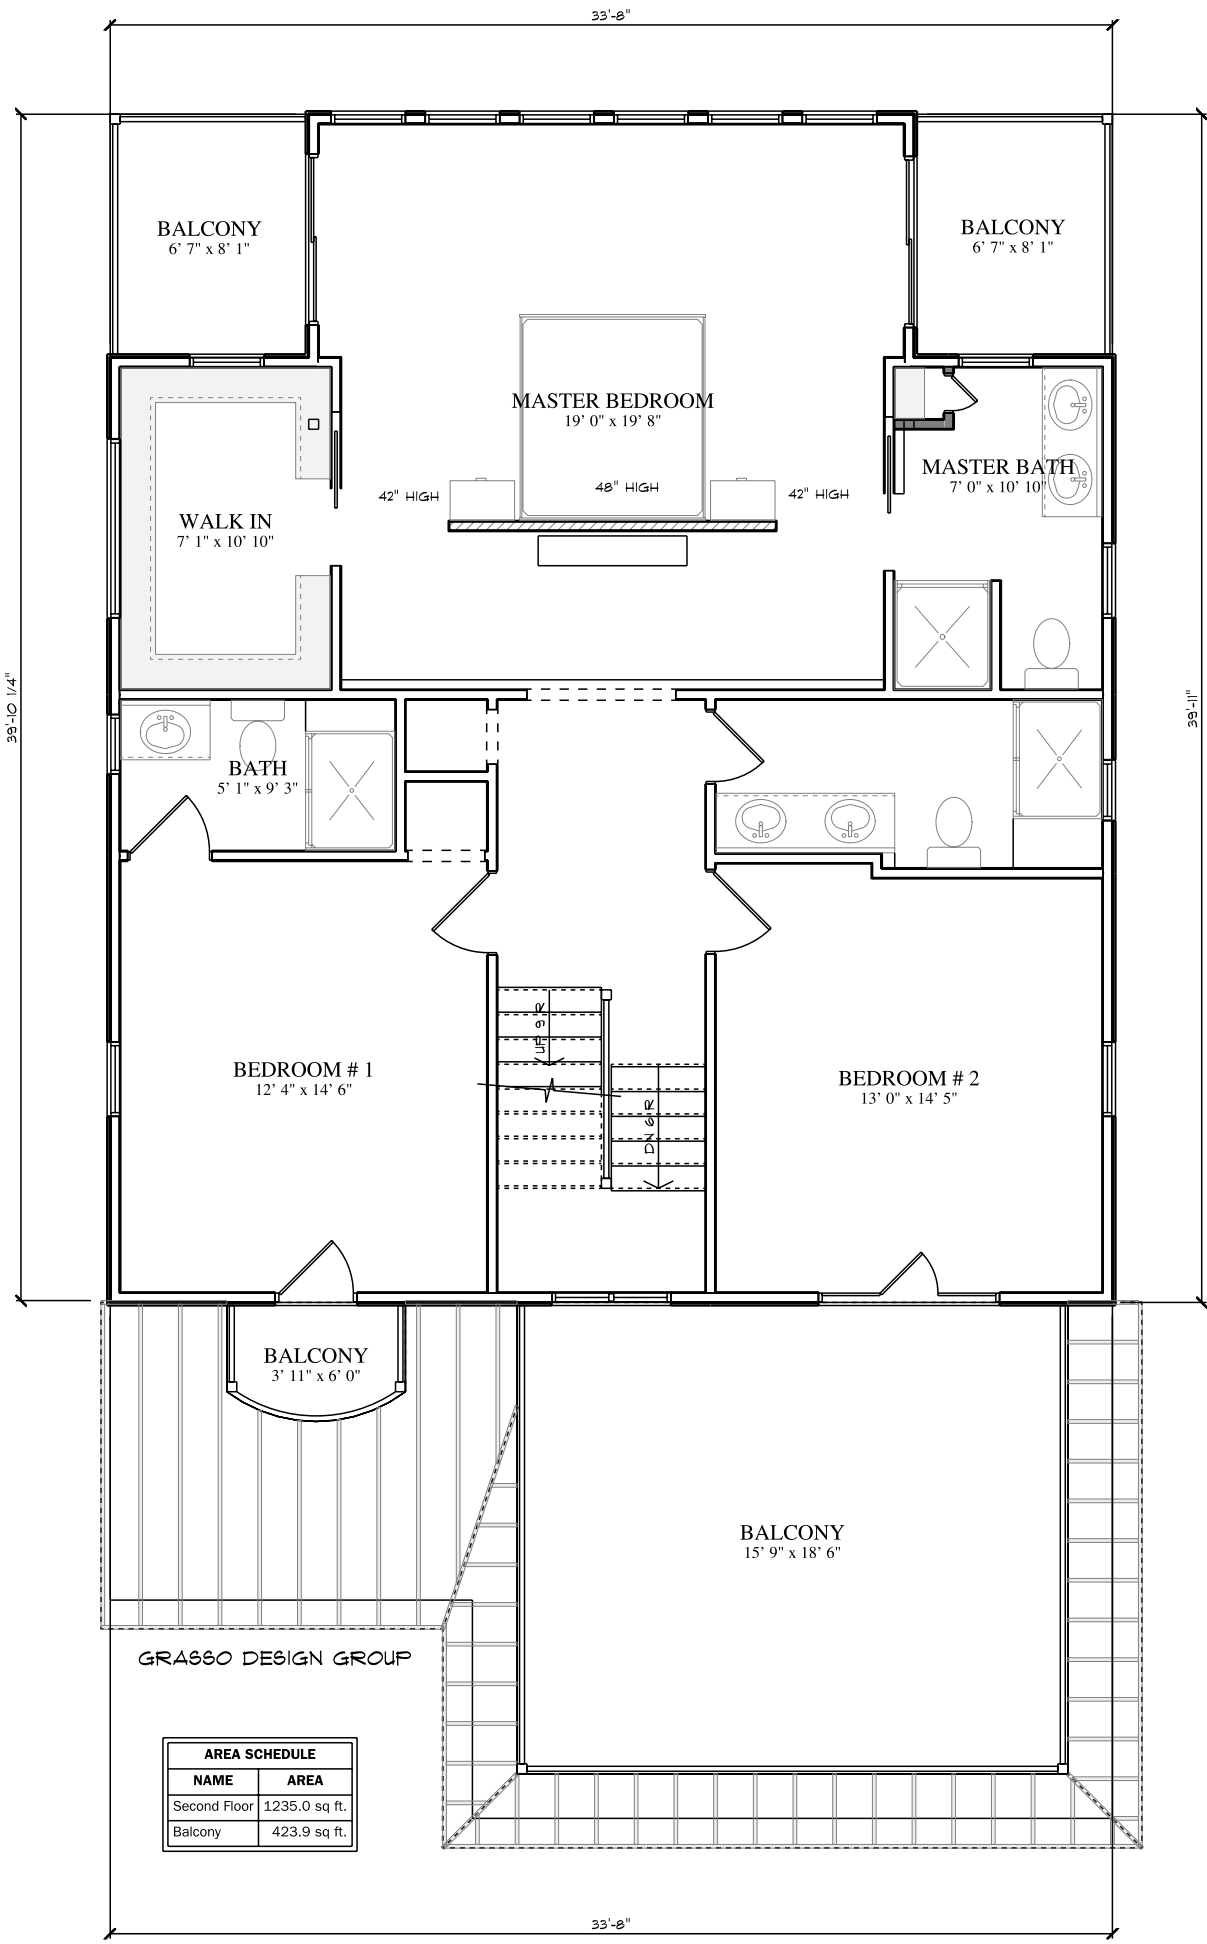 33'-8"
BALCONY
6' 7" x 8' 1"
BALCONY
6' 7" x 8' 1"
MASTER BEDROOM
19' 0" x 19' 8"
MASTER BATH
7' 0" x 10' 10"
42" HIGH
48" HIGH
42" HIGH
WALK IN
7' 1" x 10' 10"
39'-10 1/4"
39'-11"
BATH
5' 1" x 9' 3"
UP 9 R
BEDROOM # 1
12' 4" x 14' 6"
BEDROOM # 2
13' 0" x 14' 5"
DN 6 R
BALCONY
3' 11" x 6' 0"
BALCONY
15' 9" x 18' 6"
GRASSO DESIGN GROUP
AREA SCHEDULE
NAME AREA
Second Floor 1235.0 sq ft.
Balcony 423.9 sq ft.
33'-8"